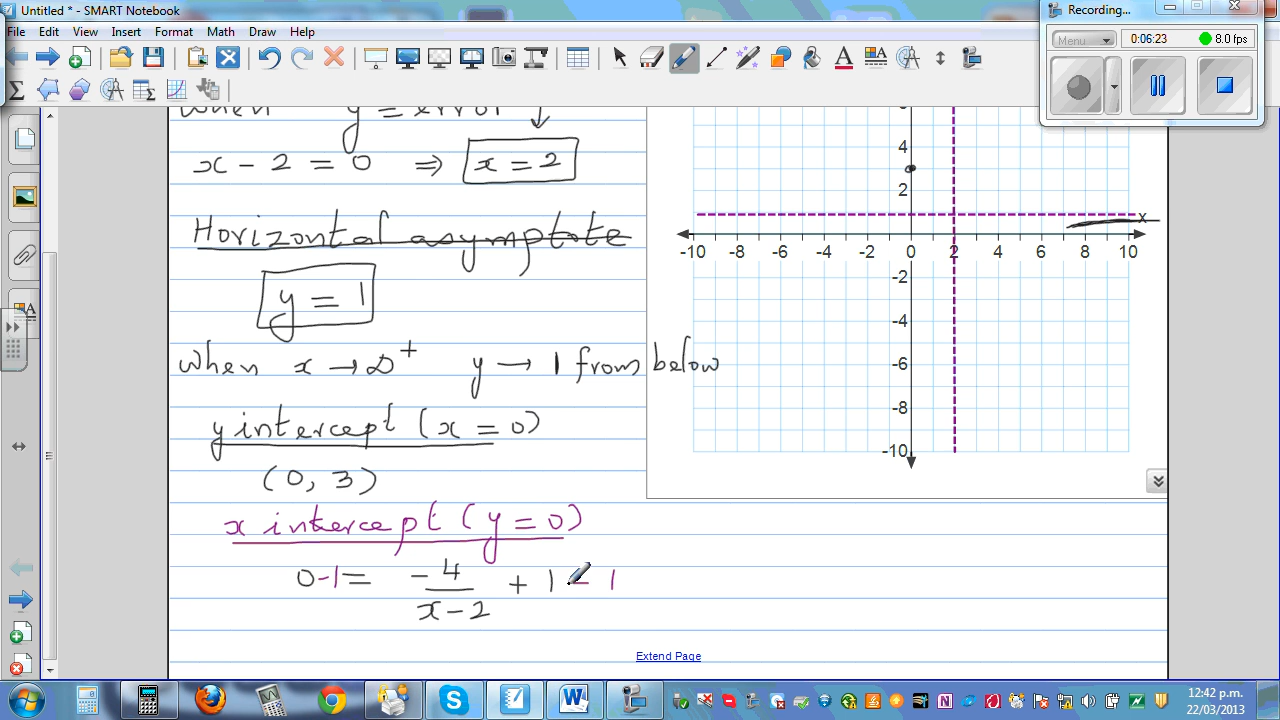 Untitled * - SMART Notebook
Recording...
File Edit View Insert Format Math Draw Help
Menu
0:06:23
8.0 fps
when y = error ↓
x - 2 = 0 ⇒ x = 2
Horizontal asymptote
y = 1
when x → ∞⁺ y → 1 from below
y intercept (x = 0)
(0, 3)
x intercept (y = 0)
0 - 1 = -4/(x - 2) + 1 - 1
4
2
x
-10 -8 -6 -4 -2 0 2 4 6 8 10
-2
-4
-6
-8
-10
Extend Page
12:42 p.m.
22/03/2013